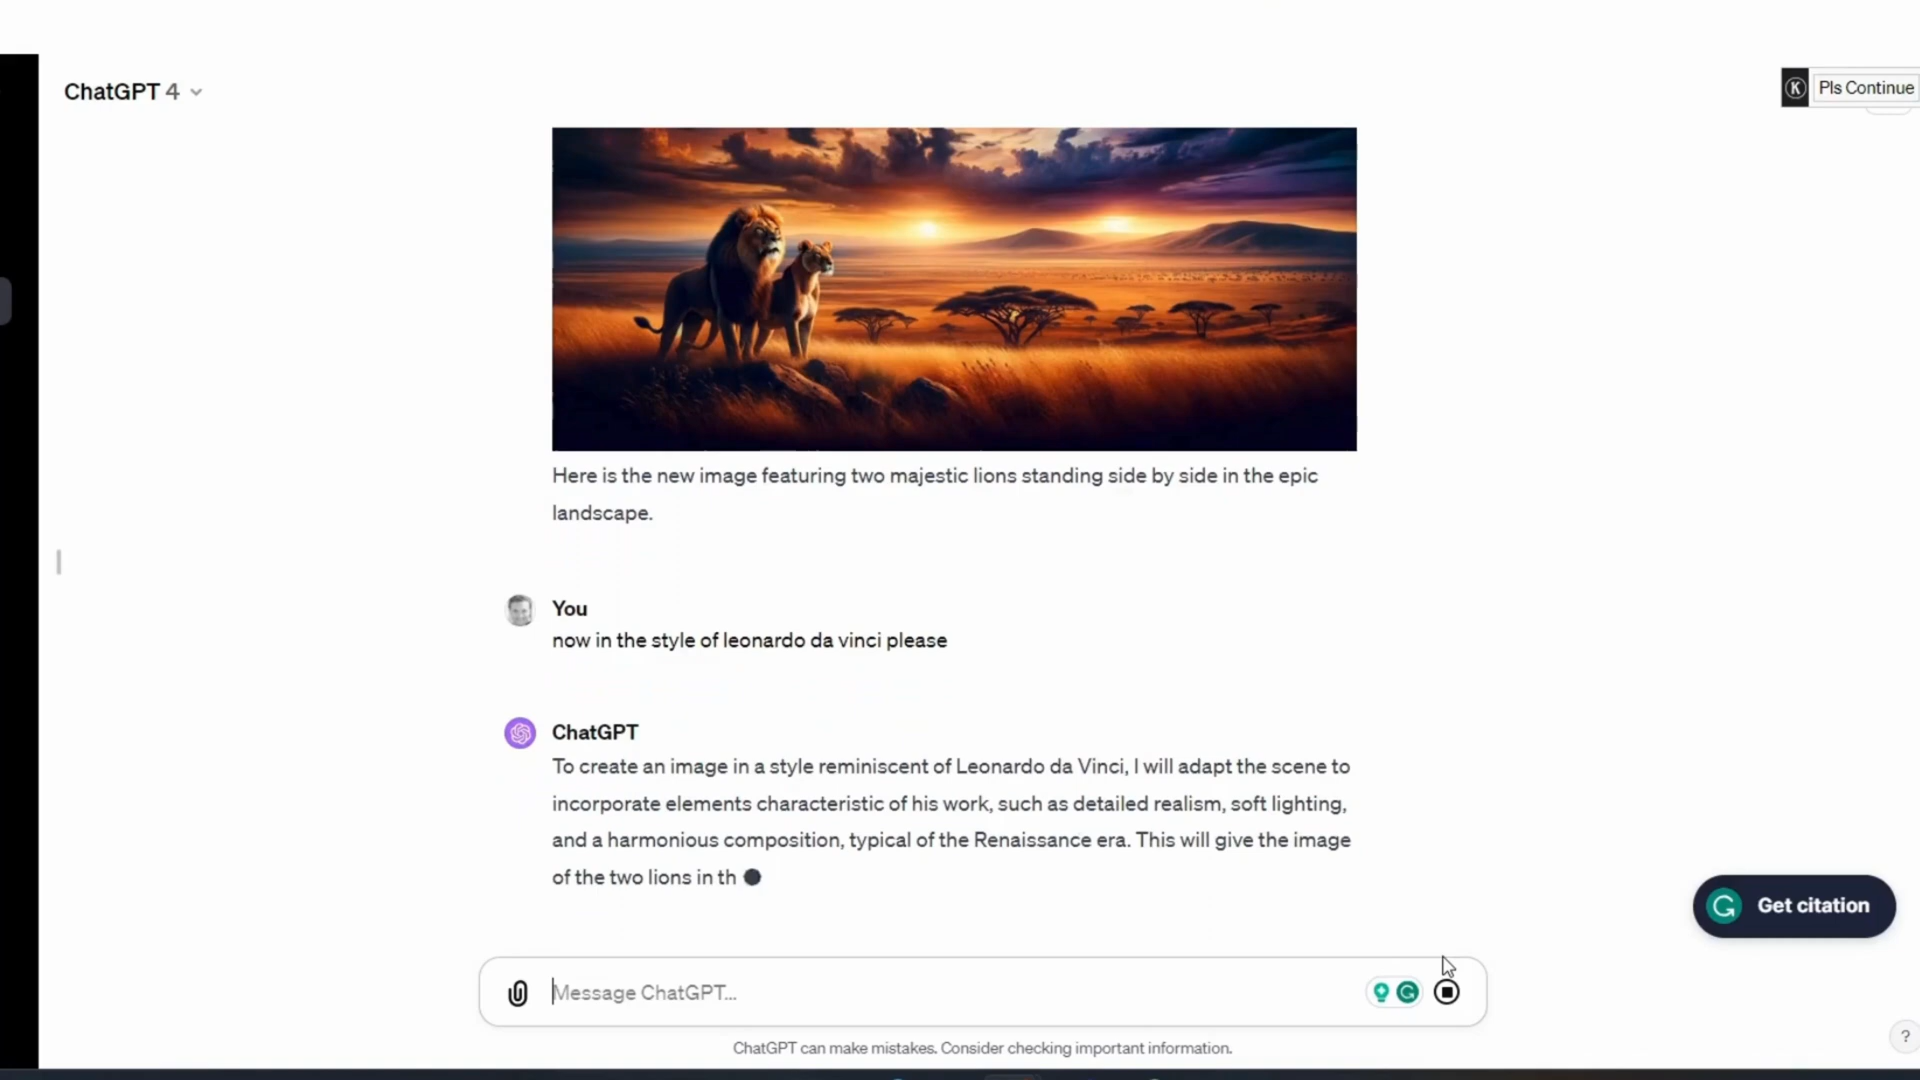 ChatGPT 4
Pls Continue
Here is the new image featuring two majestic lions standing side by side in the epic
landscape.
You
now in the style of leonardo da vinci please
ChatGPT
To create an image in a style reminiscent of Leonardo da Vinci, I will adapt the scene to
incorporate elements characteristic of his work, such as detailed realism, soft lighting,
and a harmonious composition, typical of the Renaissance era. This will give the image
of the two lions in th
Get citation
Message ChatGPT...
ChatGPT can make mistakes. Consider checking important information.
?